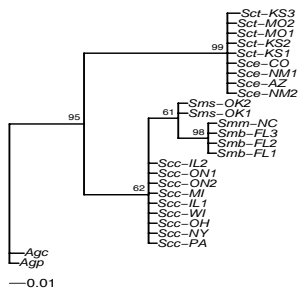 Sct-KS3
Sct-MO2
Sct-MO1
Sct-KS2
99
Sct-KS1
Sce-CO
Sce-NM1
Sce-AZ
Sce-NM2
Sms-OK2
61
Sms-OK1
95
Smm-NC
98
Smb-FL3
Smb-FL2
Smb-FL1
Scc-IL2
Scc-ON1
Scc-ON2
62
Scc-MI
Scc-IL1
Scc-WI
Scc-OH
Scc-NY
Scc-PA
Agc
Agp
0.01